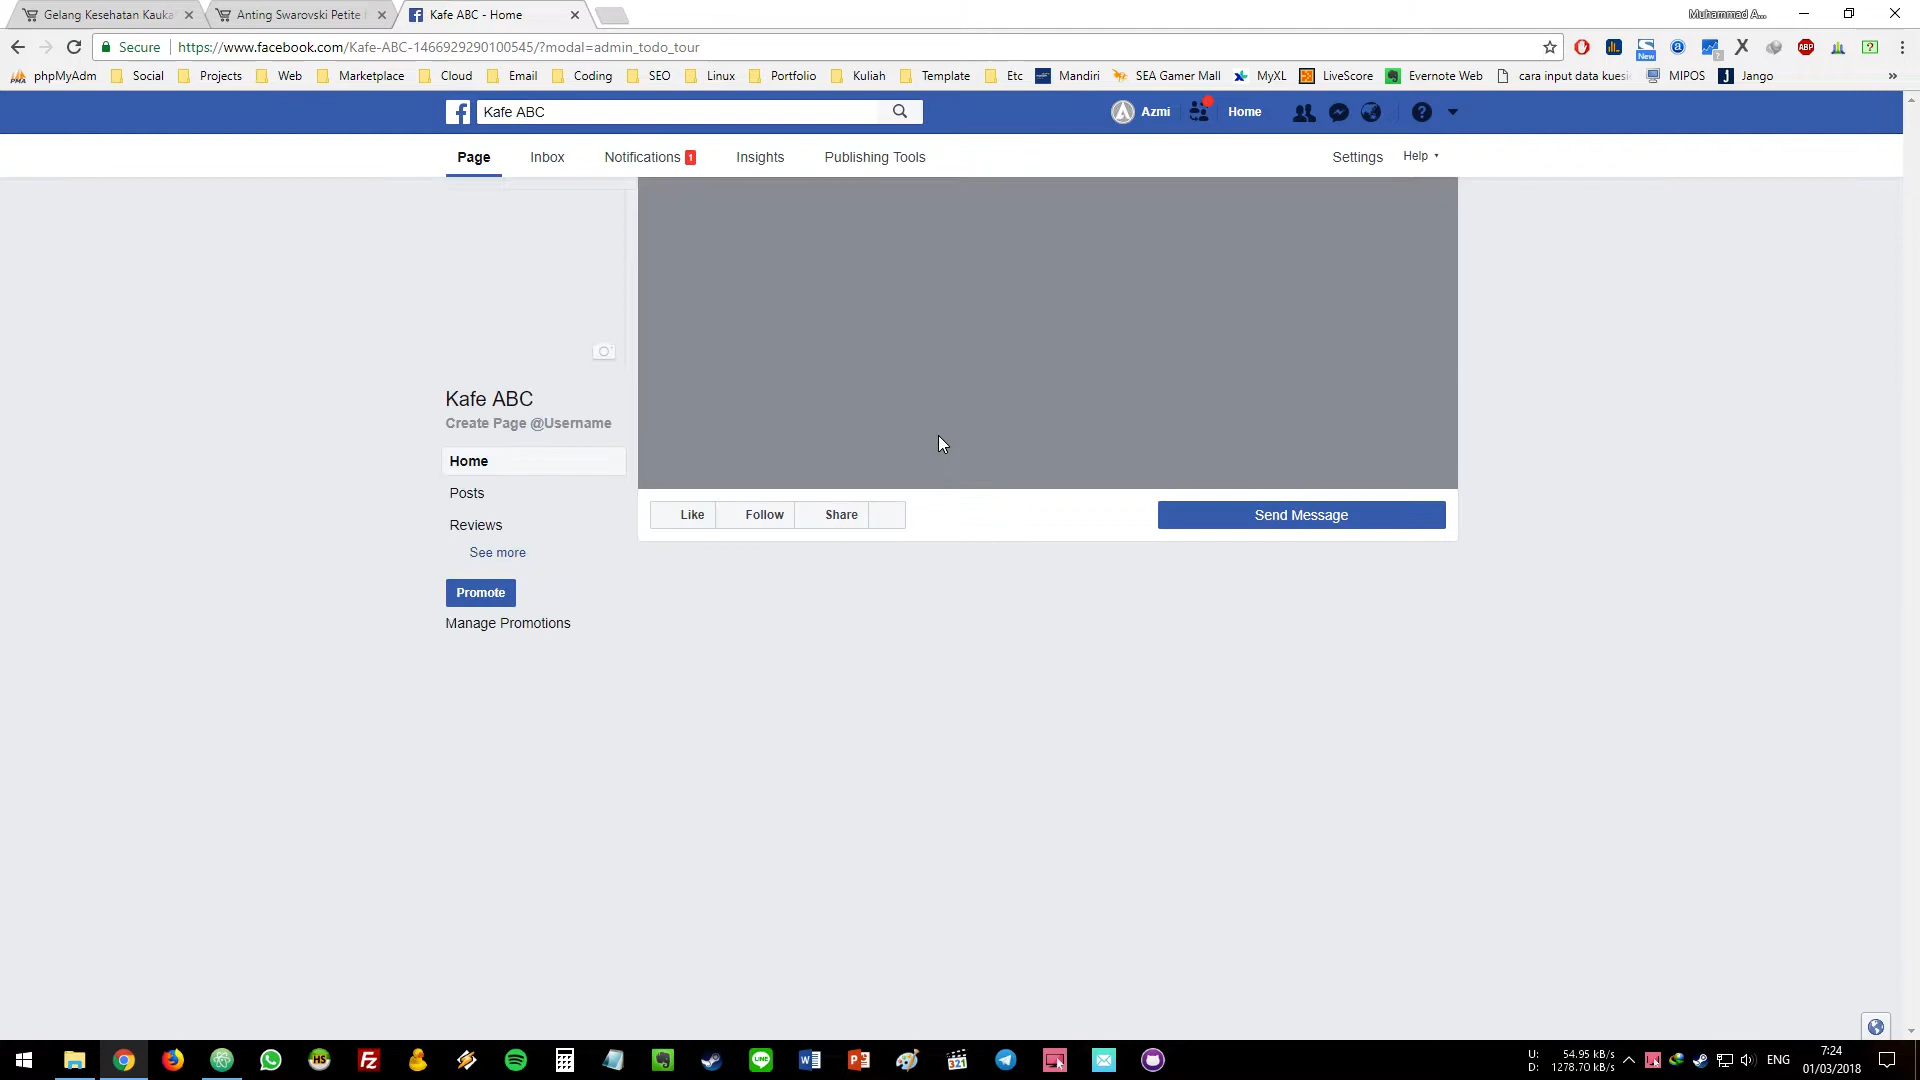 Gelang Kesehatan Kauka
Anting Swarovski Petite
Kafe ABC - Home
Muhammad A...
Secure
https://www.facebook.com/Kafe-ABC-1466929290100545/?modal=admin_todo_tour
New
ABP
phpMyAdm
Social
Projects
Web
Marketplace
Cloud
Email
Coding
SEO
Linux
Portfolio
Kuliah
Template
Etc
Mandiri
SEA Gamer Mall
MyXL
LiveScore
Evernote Web
cara input data kuesi
MIPOS
Jango
Kafe ABC
Azmi
Home
Page
Inbox
Notifications 1
Insights
Publishing Tools
Settings
Help
Kafe ABC
Create Page @Username
Home
Posts
Reviews
See more
Promote
Manage Promotions
Like
Follow
Share
Send Message
U: 54.95 kB/s
D: 1278.70 kB/s
ENG
7:24
01/03/2018